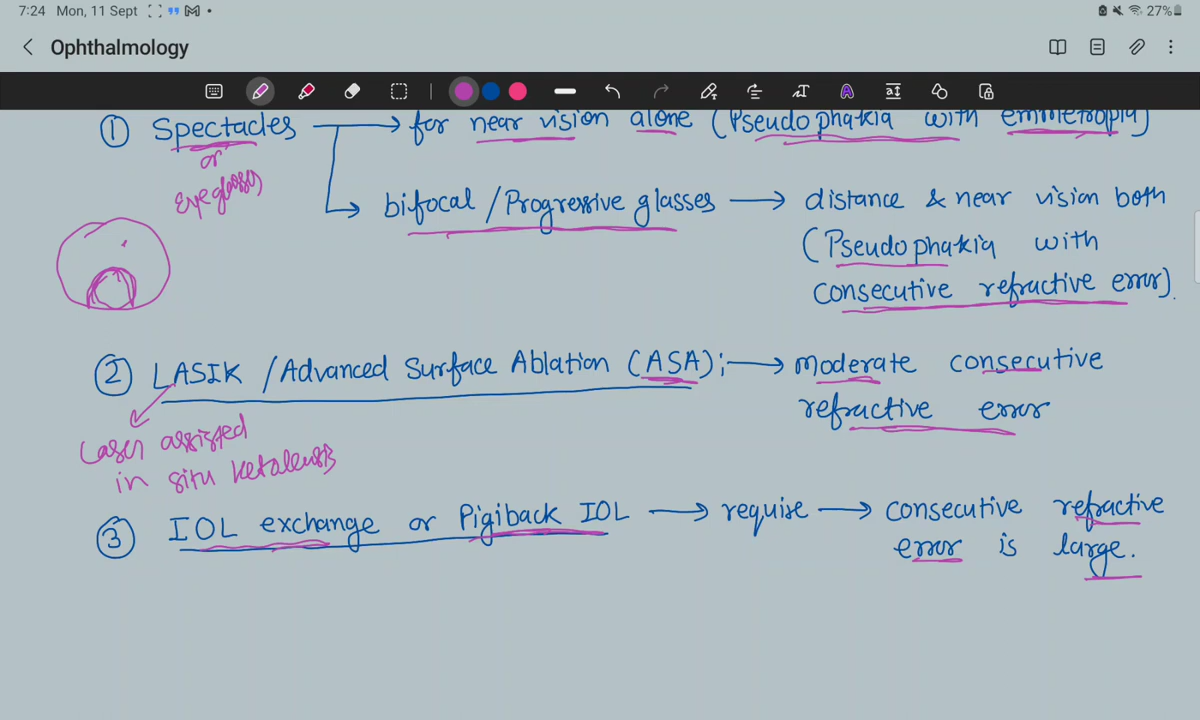 7:24 Mon, 11 Sept
27%
Ophthalmology
① Spectacles → for near vision alone (Pseudophakia with emmetropia)
or
Eyeglasses
bifocal / Progressive glasses → distance & near vision both
(Pseudophakia with
consecutive refractive error).
② LASIK / Advanced Surface Ablation (ASA); → moderate consecutive
refractive error
Laser assisted
in situ
③ IOL exchange or Pigiback IOL → require → consecutive refractive
error is large.